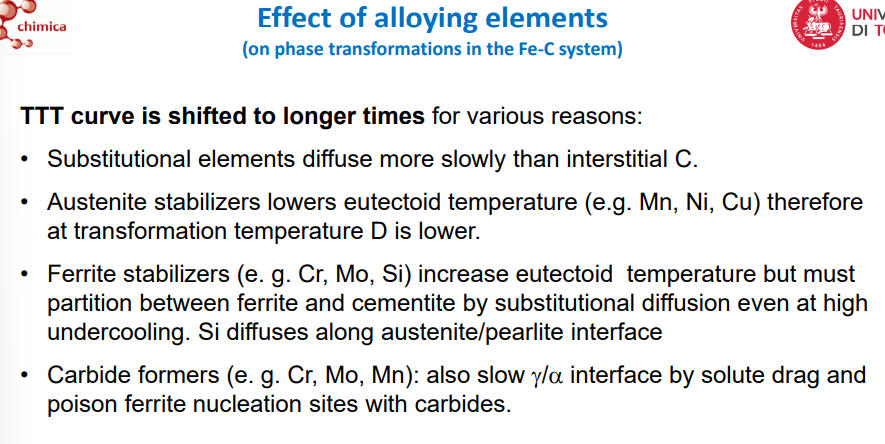 chimica
Effect of alloying elements
(on phase transformations in the Fe-C system)
UNIV
DI TO
TTT curve is shifted to longer times for various reasons:
• Substitutional elements diffuse more slowly than interstitial C.
• Austenite stabilizers lowers eutectoid temperature (e.g. Mn, Ni, Cu) therefore
at transformation temperature D is lower.
• Ferrite stabilizers (e. g. Cr, Mo, Si) increase eutectoid  temperature but must
partition between ferrite and cementite by substitutional diffusion even at high
undercooling. Si diffuses along austenite/pearlite interface
• Carbide formers (e. g. Cr, Mo, Mn): also slow γ/α interface by solute drag and
poison ferrite nucleation sites with carbides.